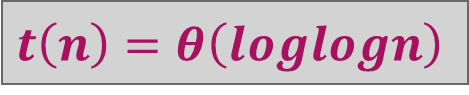 t(n) = θ(loglogn)